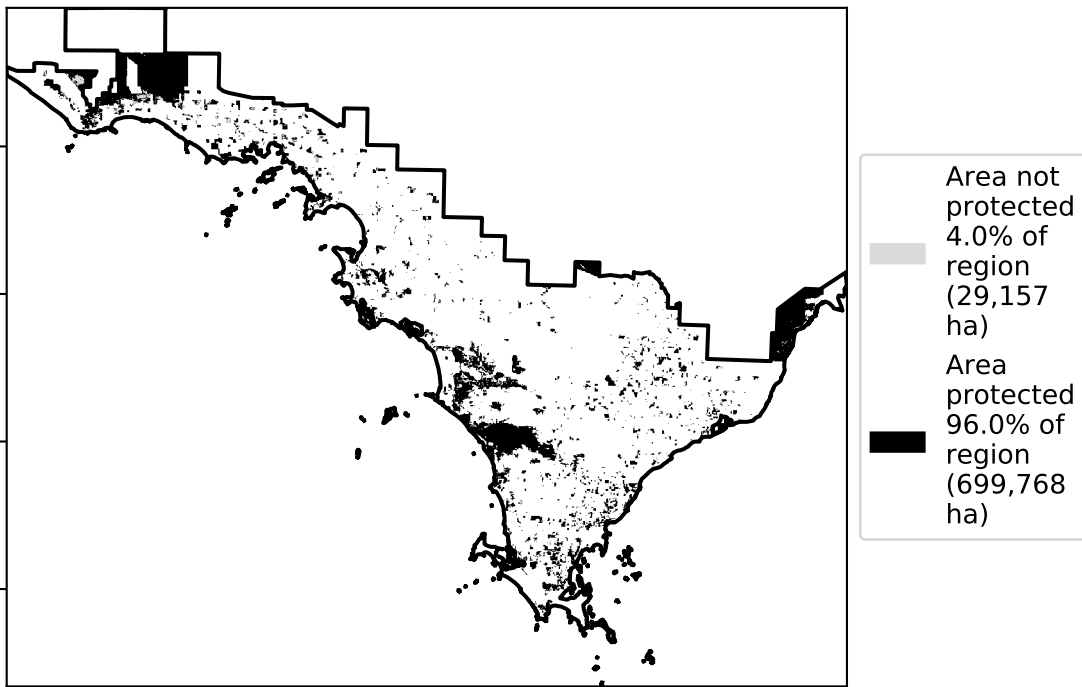 Area not
protected
4.0% of
region
(29,157
ha)
Area
protected
96.0% of
region
(699,768
ha)